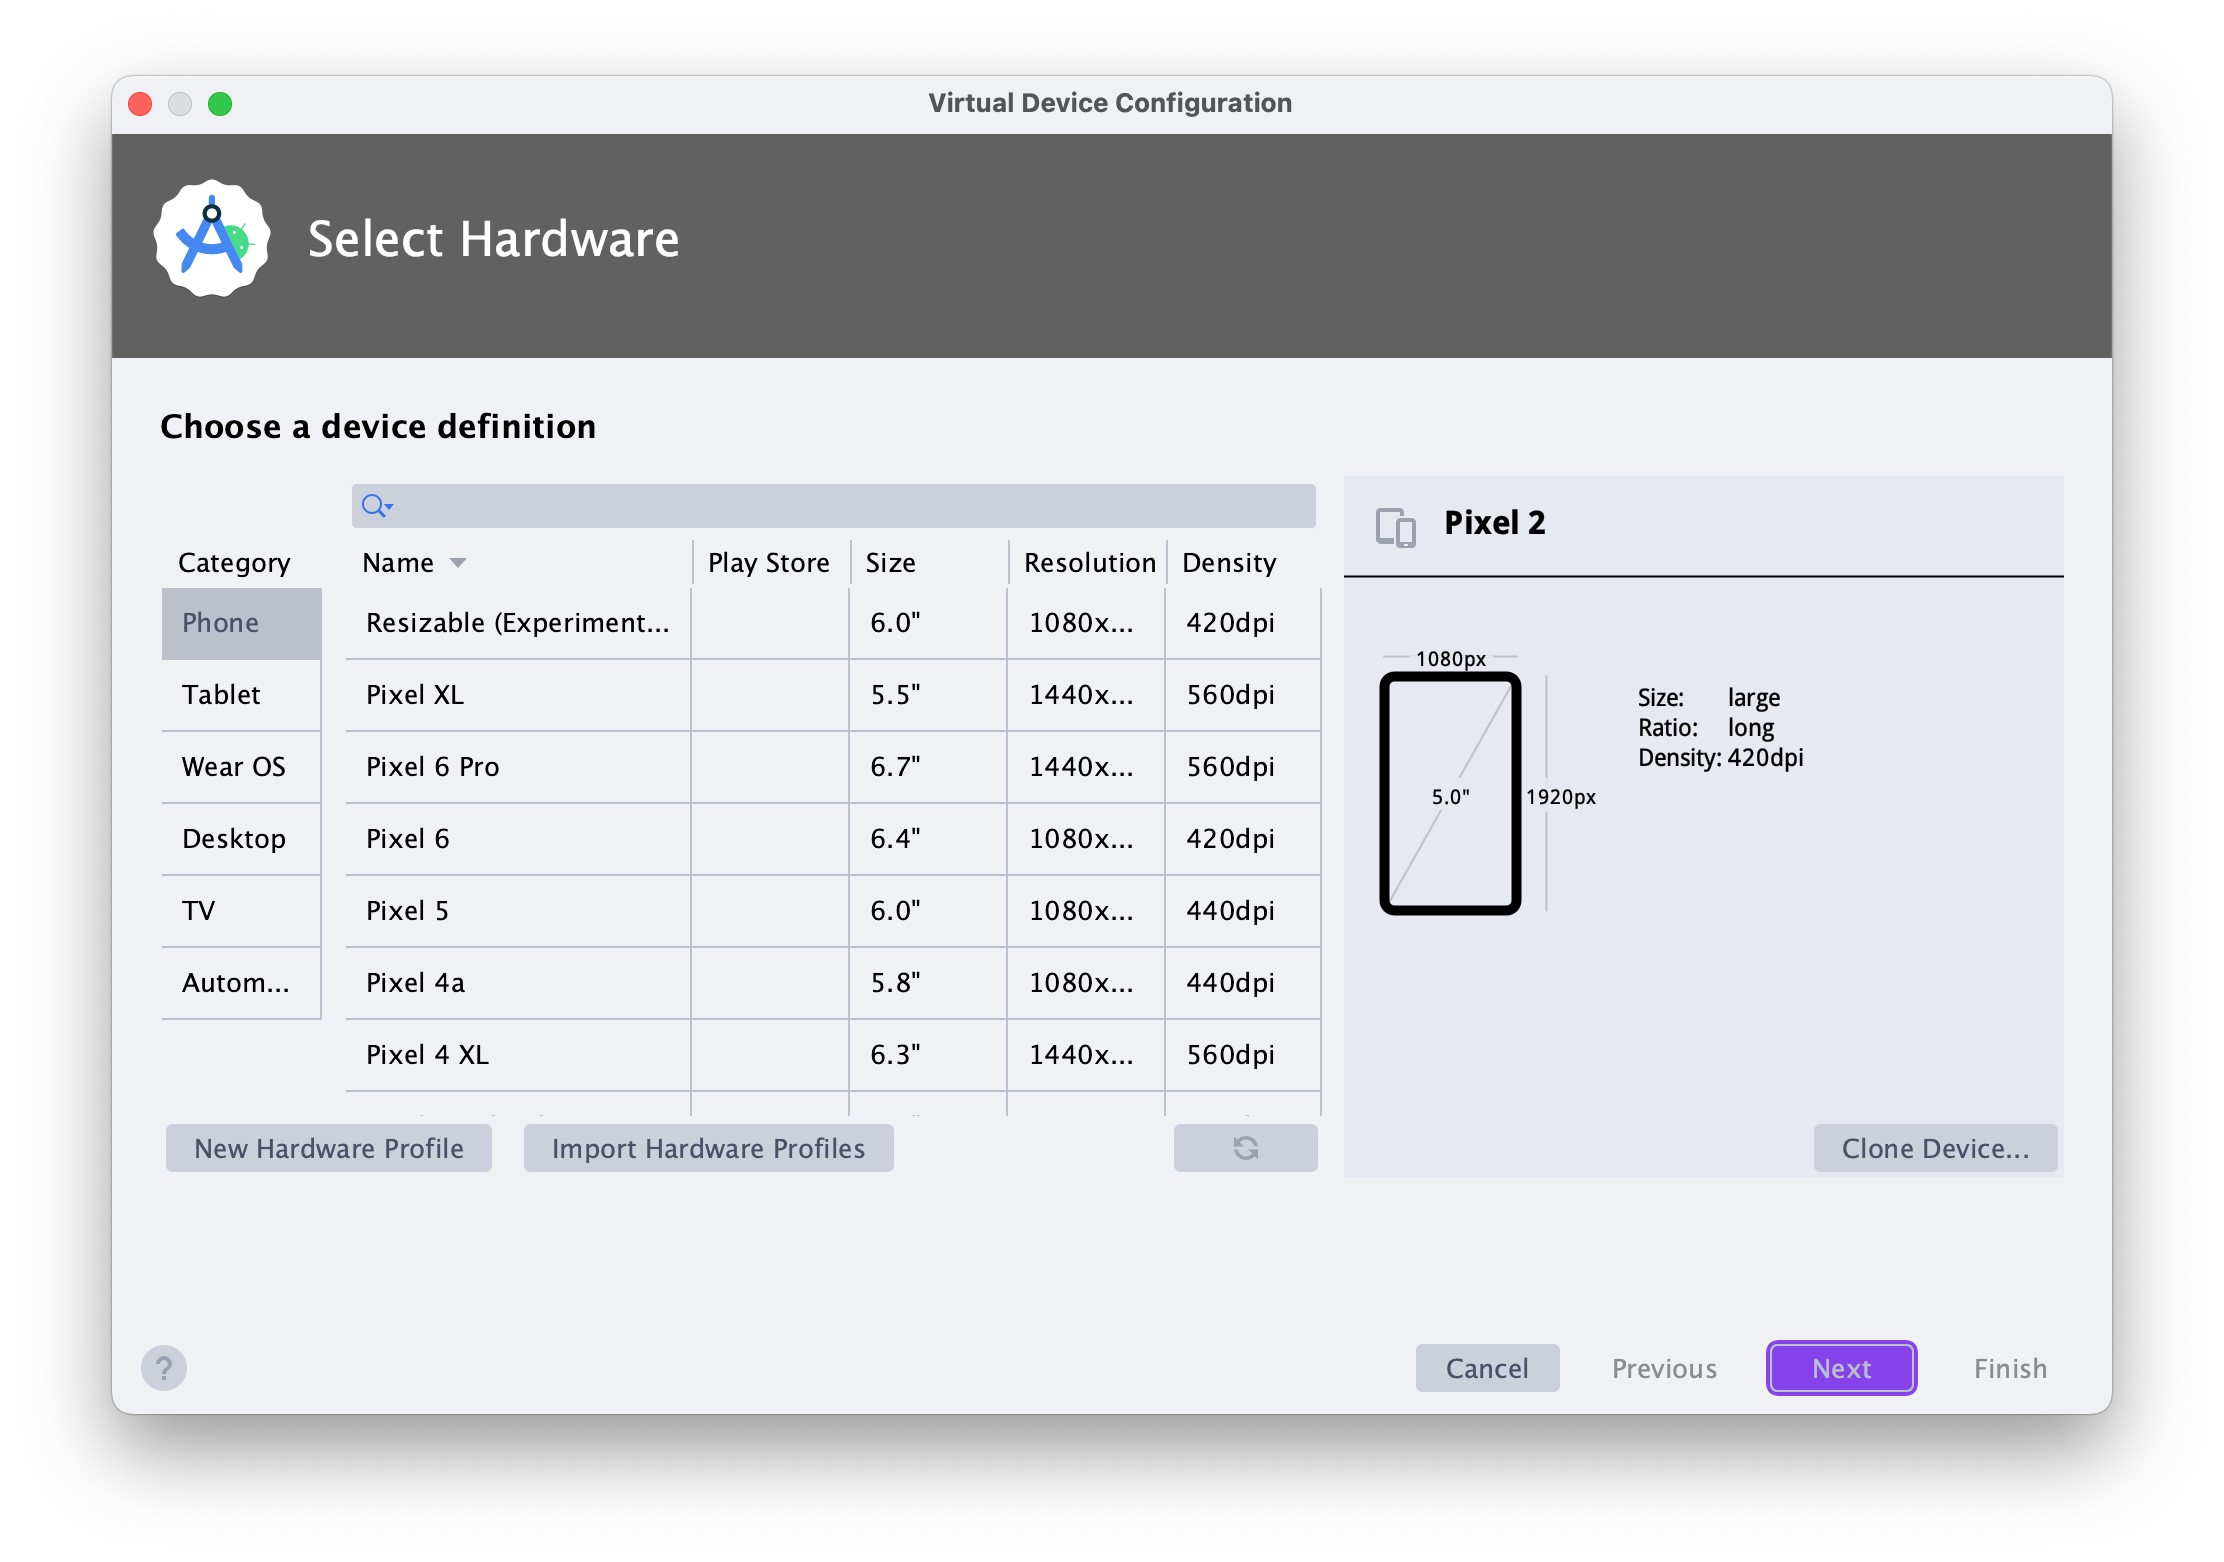 Virtual Device Configuration
Select Hardware
Choose a device definition
Category Name Play Store Size Resolution Density
Phone Resizable (Experiment... 6.0" 1080x... 420dpi
Tablet Pixel XL 5.5" 1440x... 560dpi
Wear OS Pixel 6 Pro 6.7" 1440x... 560dpi
Desktop Pixel 6 6.4" 1080x... 420dpi
TV Pixel 5 6.0" 1080x... 440dpi
Autom... Pixel 4a 5.8" 1080x... 440dpi
Pixel 4 XL 6.3" 1440x... 560dpi
New Hardware Profile Import Hardware Profiles
Pixel 2
1080px
5.0" 1920px
Size: large
Ratio: long
Density: 420dpi
Clone Device...
? Cancel Previous Next Finish